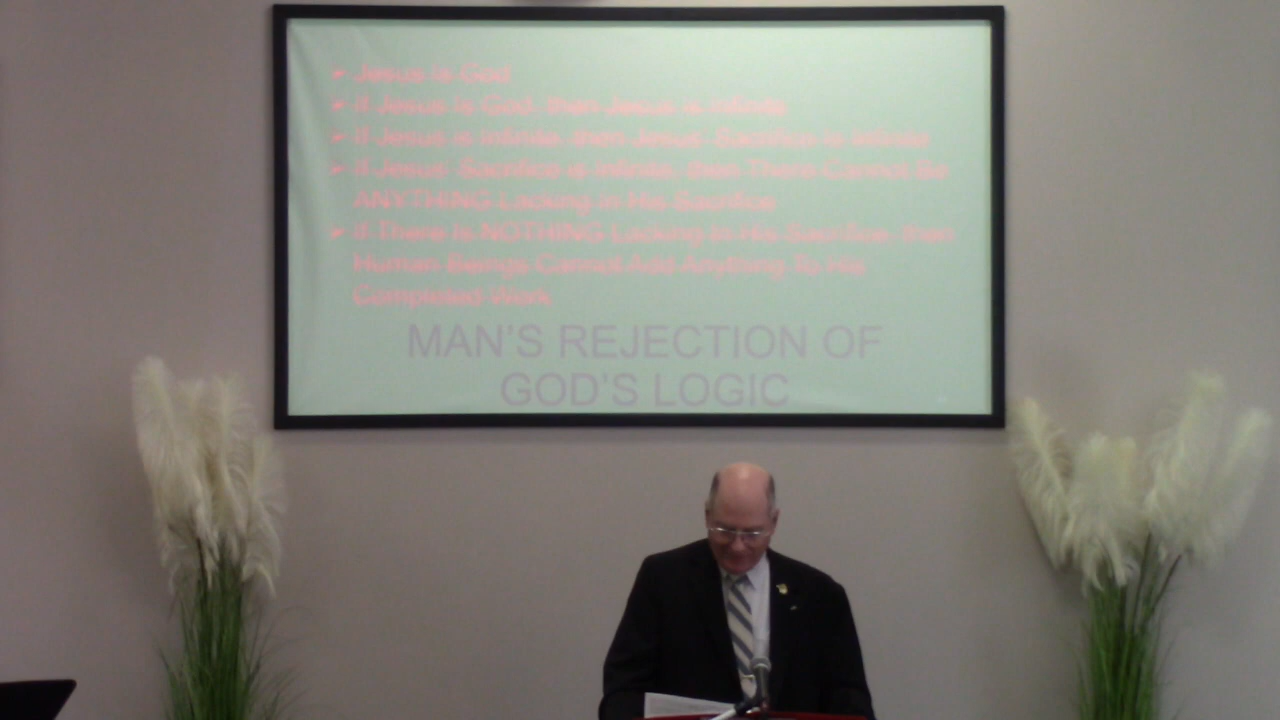 ➢ Jesus is God
➢ If Jesus is God, then Jesus is infinite
➢ If Jesus is infinite, then Jesus' Sacrifice is infinite
➢ If Jesus' Sacrifice is infinite, then There Cannot Be
ANYTHING Lacking in His Sacrifice
➢ If There is NOTHING Lacking in His Sacrifice, then
Human Beings Cannot Add Anything To His
Completed Work
MAN'S REJECTION OF
GOD'S LOGIC